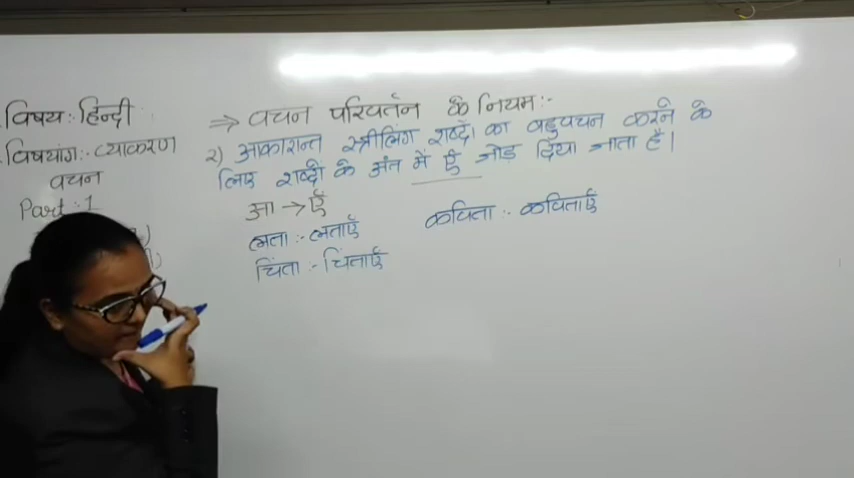 विषय :- हिन्दी
विषयांग :- व्याकरण
वचन
Part : 1
⇒ वचन परिवर्तन के नियम :-
२) आकारान्त स्त्रीलिंग शब्दों का बहुवचन करने के
लिए शब्दों के अंत में एँ जोड़ दिया जाता है।
आ → एँ
लता :- लताएँ
कविता :- कविताएँ
चिंता :- चिंताएँ